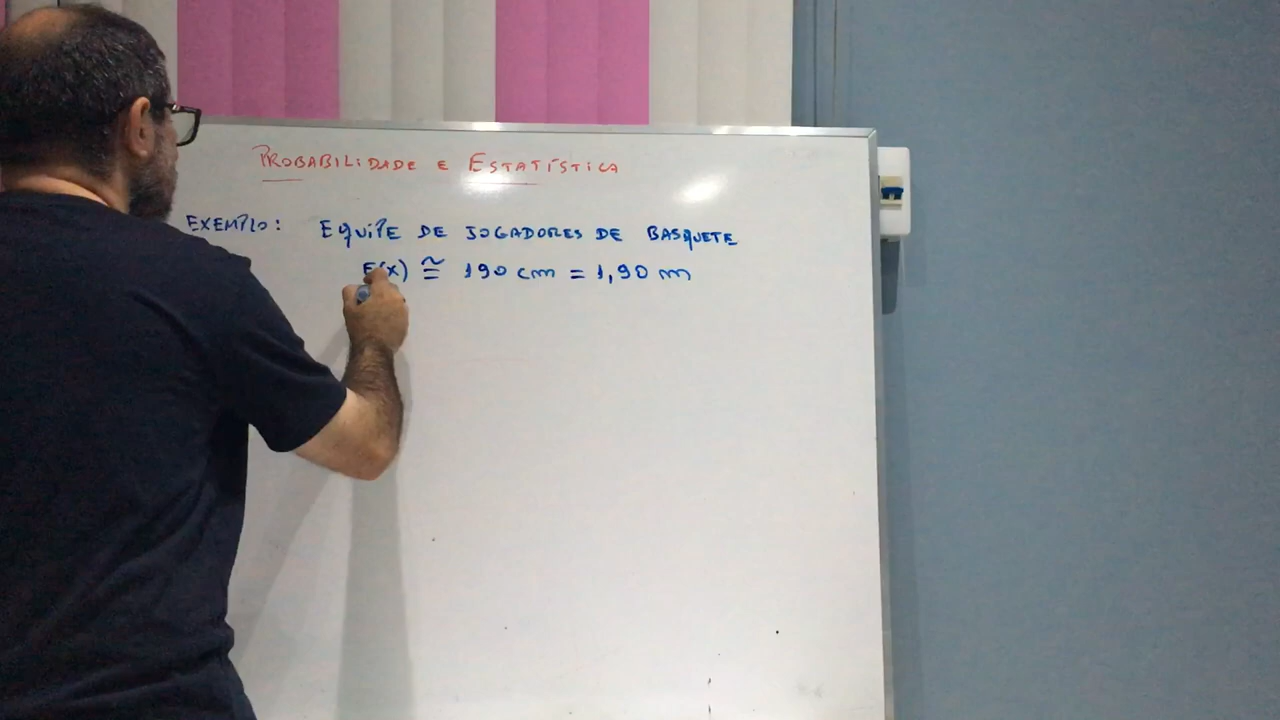 PROBABILIDADE E ESTATÍSTICA
EXEMPLO: EQUIPE DE JOGADORES DE BASQUETE
E(X) ≅ 190 cm = 1,90 m